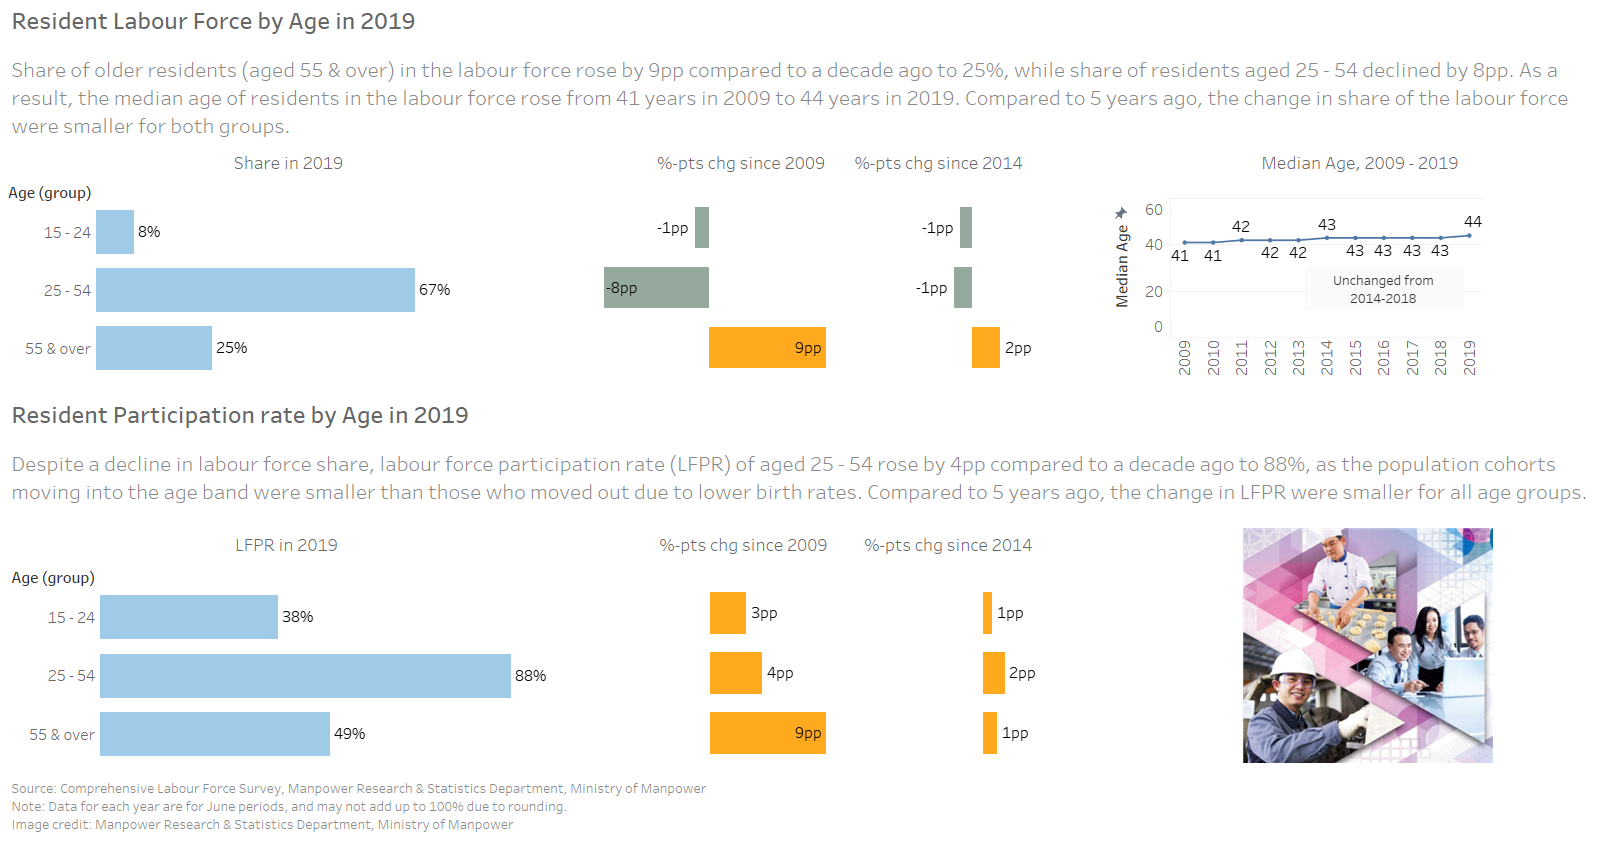 Resident Labour Force by Age in 2019
Share of older residents (aged 55 & over) in the labour force rose by 9pp compared to a decade ago to 25%, while share of residents aged 25 - 54 declined by 8pp. As a
result, the median age of residents in the labour force rose from 41 years in 2009 to 44 years in 2019. Compared to 5 years ago, the change in share of the labour force
were smaller for both groups.
Share in 2019
%-pts chg since 2009
%-pts chg since 2014
Age (group)
15 - 24
8%
-1pp
-1pp
25 - 54
67%
-8pp
-1pp
55 & over
25%
9pp
2pp
Median Age, 2009 - 2019
Median Age
60
40
20
0
41
41
42
42
42
43
43
43
43
43
44
Unchanged from
2014-2018
2009
2010
2011
2012
2013
2014
2015
2016
2017
2018
2019
Resident Participation rate by Age in 2019
Despite a decline in labour force share, labour force participation rate (LFPR) of aged 25 - 54 rose by 4pp compared to a decade ago to 88%, as the population cohorts
moving into the age band were smaller than those who moved out due to lower birth rates. Compared to 5 years ago, the change in LFPR were smaller for all age groups.
LFPR in 2019
%-pts chg since 2009
%-pts chg since 2014
Age (group)
15 - 24
38%
3pp
1pp
25 - 54
88%
4pp
2pp
55 & over
49%
9pp
1pp
Source: Comprehensive Labour Force Survey, Manpower Research & Statistics Department, Ministry of Manpower
Note: Data for each year are for June periods, and may not add up to 100% due to rounding.
Image credit: Manpower Research & Statistics Department, Ministry of Manpower